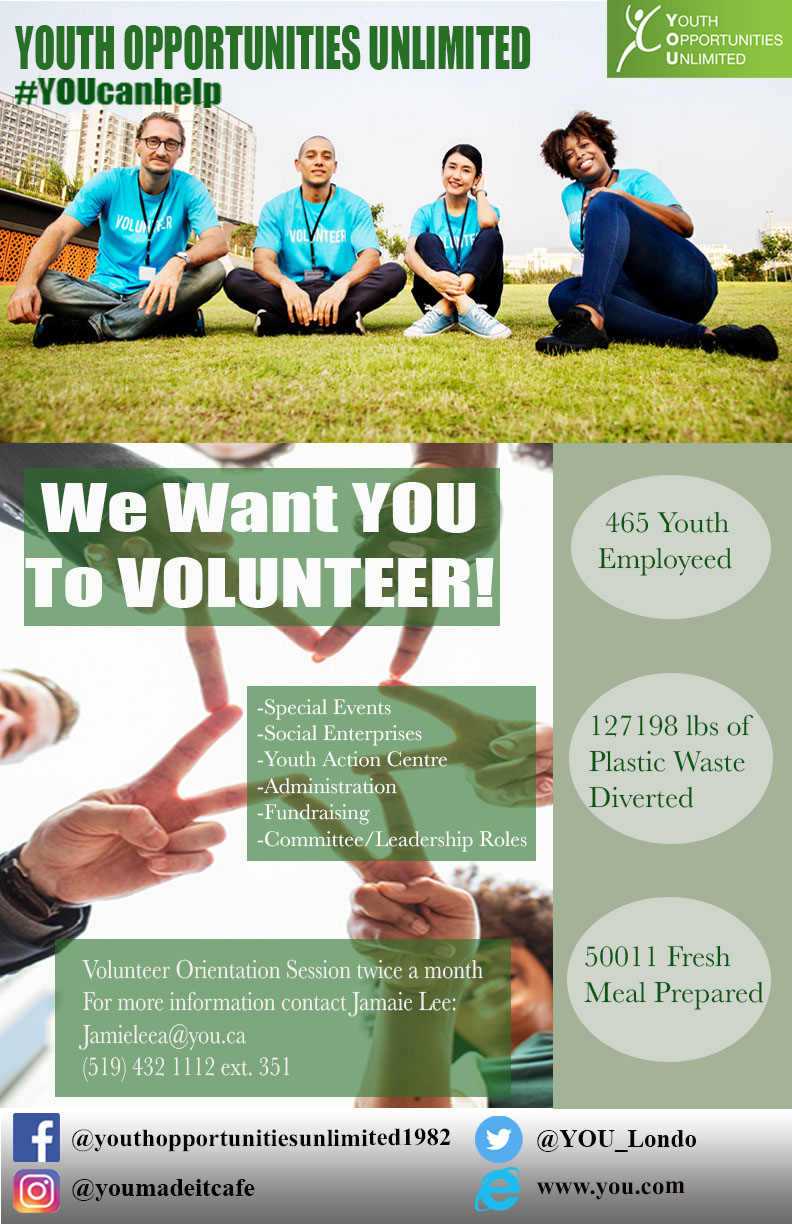 YOUTH OPPORTUNITIES UNLIMITED
#YOUcanhelp
YOUTH
OPPORTUNITIES
UNLIMITED
VOLUNTEER
VOLUNTEER
VOLUNTEER
We Want YOU
To VOLUNTEER!
-Special Events
-Social Enterprises
-Youth Action Centre
-Administration
-Fundraising
-Committee/Leadership Roles
Volunteer Orientation Session twice a month
For more information contact Jamaie Lee:
Jamieleea@you.ca
(519) 432 1112 ext. 351
465 Youth
Employeed
127198 lbs of
Plastic Waste
Diverted
50011 Fresh
Meal Prepared
@youthopportunitiesunlimited1982
@YOU_Londo
@youmadeitcafe
www.you.com